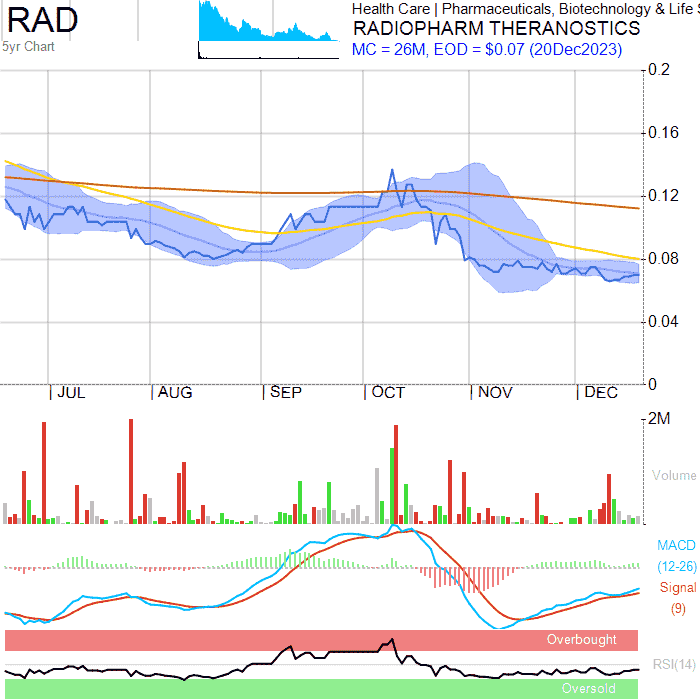 RAD
5yr Chart
Health Care | Pharmaceuticals, Biotechnology & Life S
RADIOPHARM THERANOSTICS
MC = 26M, EOD = $0.07 (20Dec2023)
0.2
0.16
0.12
0.08
0.04
0
JUL AUG SEP OCT NOV DEC
2M
Volume
MACD
(12-26)
Signal
(9)
Overbought
RSI(14)
Oversold